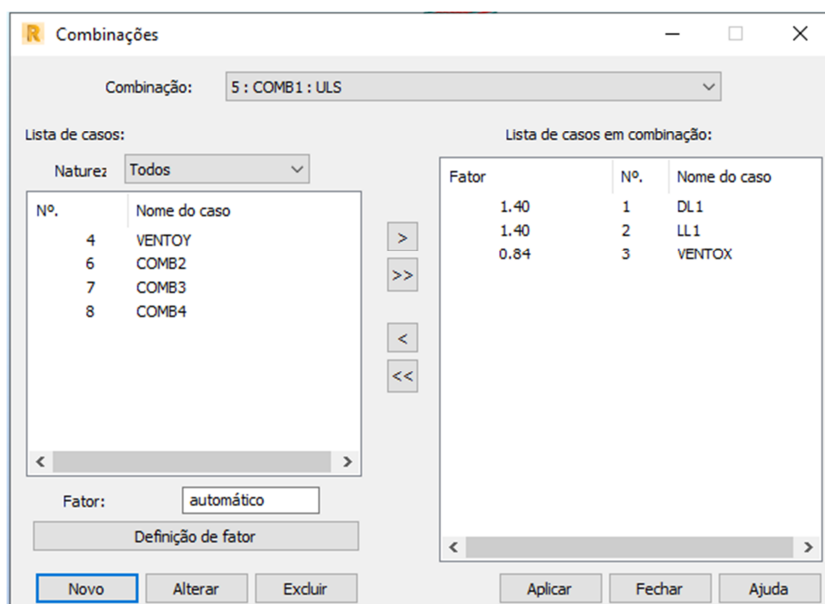 R Combinações
Combinação: 5 : COMB1 : ULS
Lista de casos:
Naturez Todos
Nº. Nome do caso
4 VENTOY
6 COMB2
7 COMB3
8 COMB4
Fator: automático
Definição de fator
Novo Alterar Excluir
>
>>
<
<<
Lista de casos em combinação:
Fator Nº. Nome do caso
1.40 1 DL1
1.40 2 LL1
0.84 3 VENTOX
Aplicar Fechar Ajuda